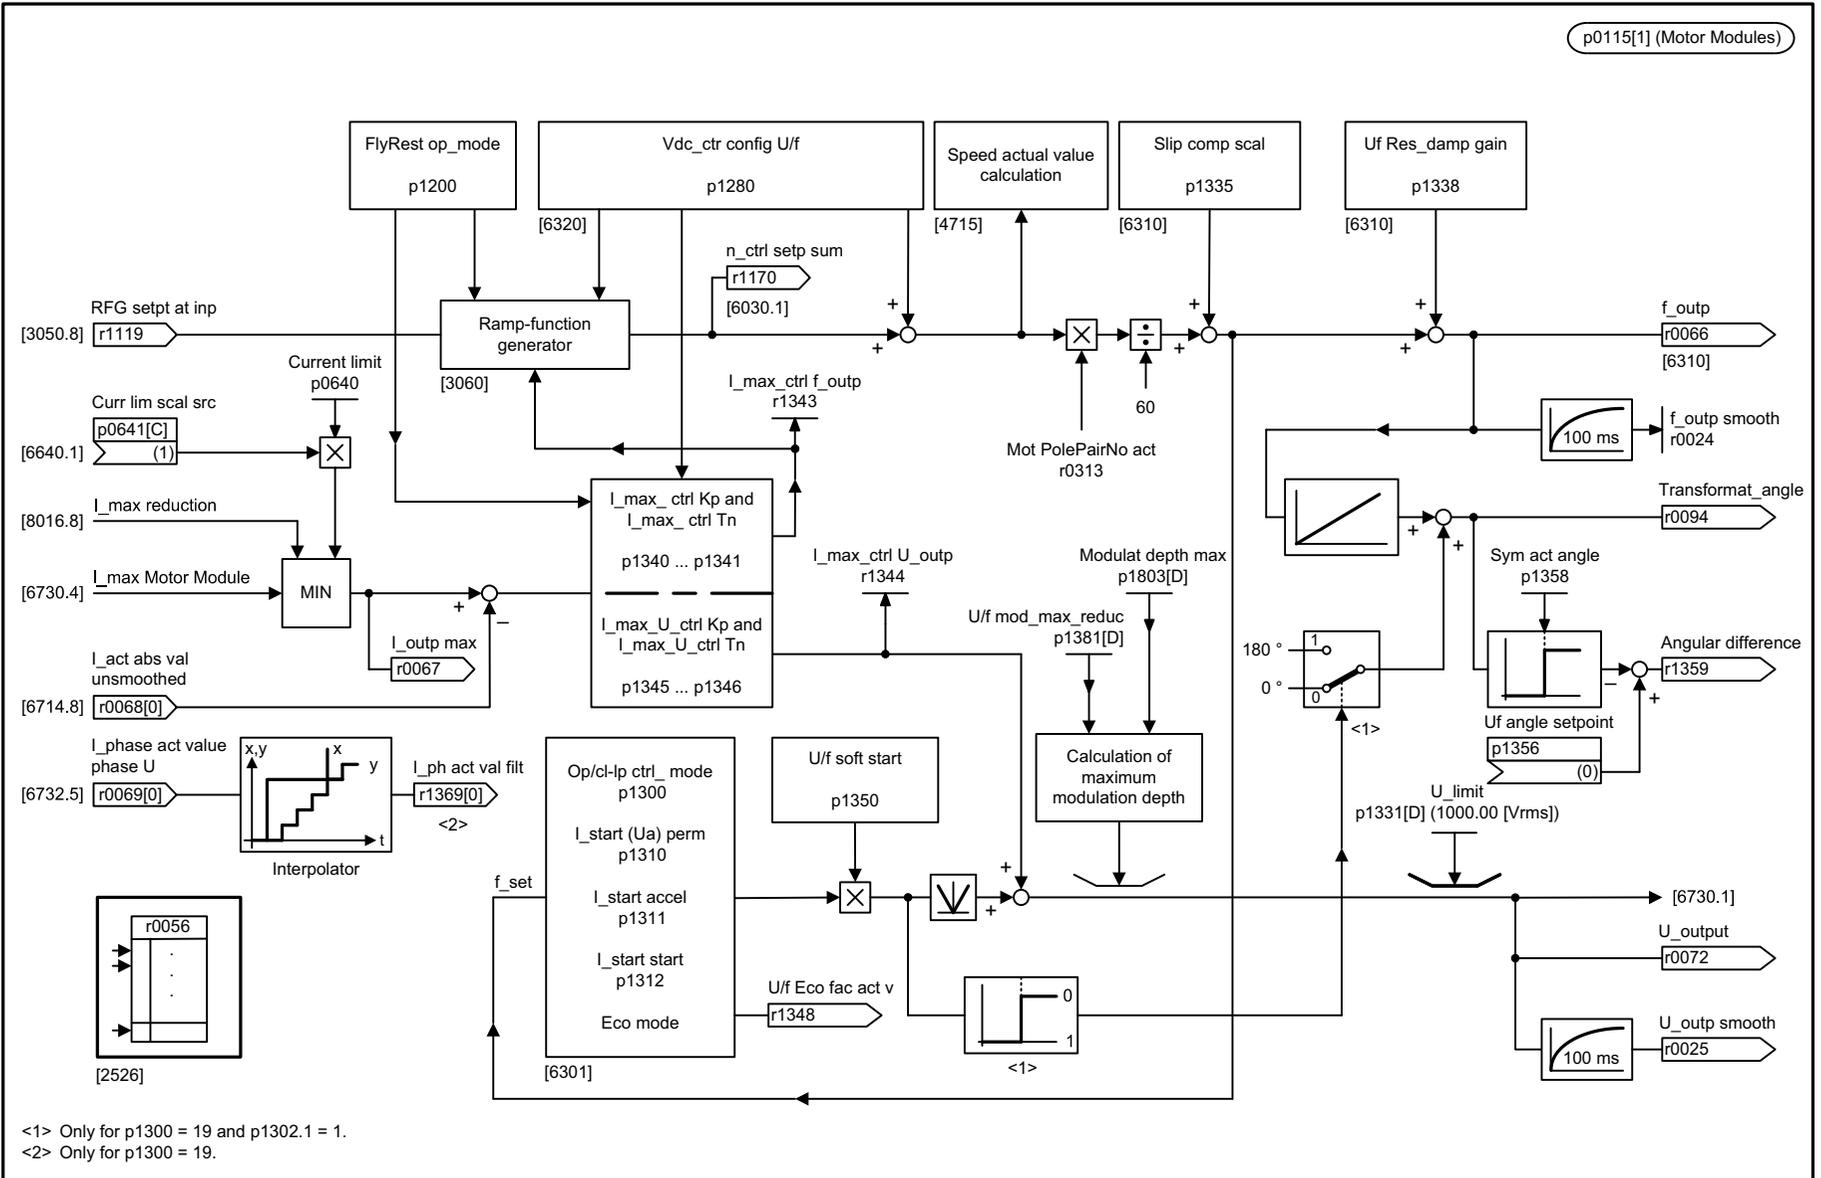 p0115[1] (Motor Modules)
FlyRest op_mode
p1200
Vdc_ctr config U/f
p1280
Speed actual value
calculation
Slip comp scal
p1335
Uf Res_damp gain
p1338
[6320]
[4715]
[6310]
[6310]
n_ctrl setp sum
r1170
[6030.1]
RFG setpt at inp
[3050.8]
r1119
Ramp-function
generator
[3060]
+
+
+
+
+
+
×
÷
60
Mot PolePairNo act
r0313
f_outp
r0066
[6310]
Current limit
p0640
Curr lim scal src
p0641[C]
(1)
[6640.1]
×
I_max_ctrl f_outp
r1343
100 ms
f_outp smooth
r0024
I_max reduction
[8016.8]
I_max_ ctrl Kp and
I_max_ ctrl Tn
p1340 ... p1341
Transformat_angle
r0094
+
+
I_max Motor Module
[6730.4]
MIN
+
–
I_max_ctrl U_outp
r1344
Modulat depth max
p1803[D]
U/f mod_max_reduc
p1381[D]
Sym act angle
p1358
I_max_U_ctrl Kp and
I_max_U_ctrl Tn
p1345 ... p1346
I_outp max
r0067
I_act abs val
unsmoothed
[6714.8]
r0068[0]
180 °
1
0 °
0
<1>
Angular difference
r1359
–
+
Uf angle setpoint
p1356
(0)
I_phase act value
phase U
[6732.5]
r0069[0]
x,y
x
y
t
Interpolator
I_ph act val filt
r1369[0]
<2>
Op/cl-lp ctrl_ mode
p1300
I_start (Ua) perm
p1310
I_start accel
p1311
I_start start
p1312
Eco mode
[6301]
f_set
U/f soft start
p1350
×
+
+
Calculation of
maximum
modulation depth
U_limit
p1331[D] (1000.00 [Vrms])
[6730.1]
U_output
r0072
U/f Eco fac act v
r1348
0
1
<1>
100 ms
U_outp smooth
r0025
r0056
[2526]
<1> Only for p1300 = 19 and p1302.1 = 1.
<2> Only for p1300 = 19.